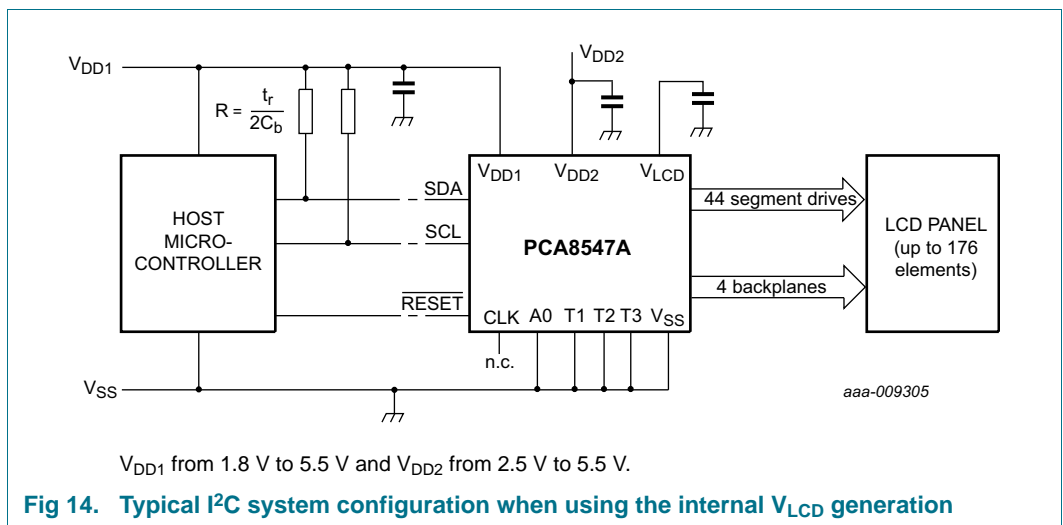 VDD1
VDD2
R = tr
2Cb
VDD1
VDD2
VLCD
SDA
44 segment drives
HOST
MICRO-
CONTROLLER
SCL
PCA8547A
LCD PANEL
(up to 176
elements)
4 backplanes
RESET
CLK A0 T1 T2 T3 VSS
n.c.
VSS
aaa-009305
VDD1 from 1.8 V to 5.5 V and VDD2 from 2.5 V to 5.5 V.
Fig 14. Typical I²C system configuration when using the internal VLCD generation